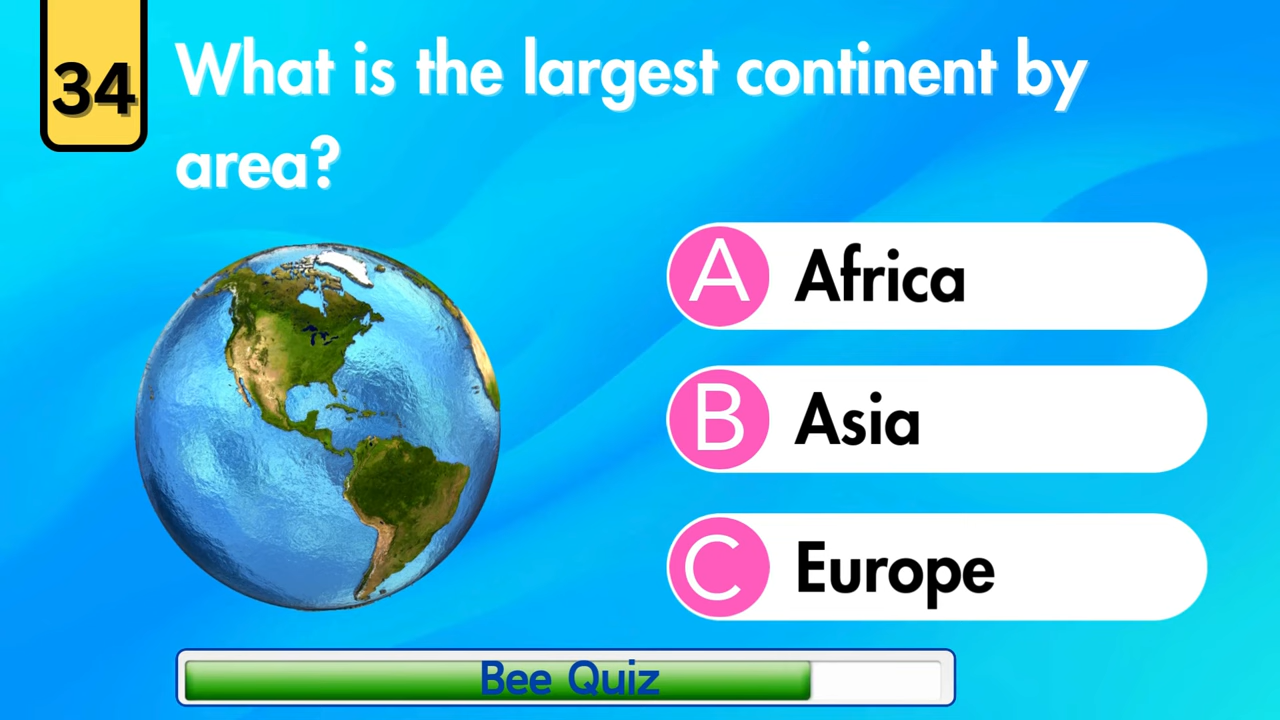 34
What is the largest continent by
area?
A Africa
B Asia
C Europe
Bee Quiz